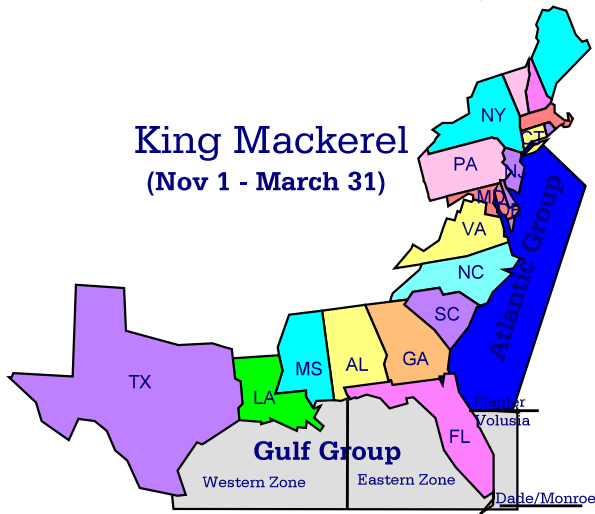 King Mackerel
(Nov 1 - March 31)
NY
CT
PA
NJ
MD
DE
VA
NC
SC
Atlantic Group
TX
LA
MS
AL
GA
FL
Flagler
Volusia
Gulf Group
Western Zone
Eastern Zone
Dade/Monroe